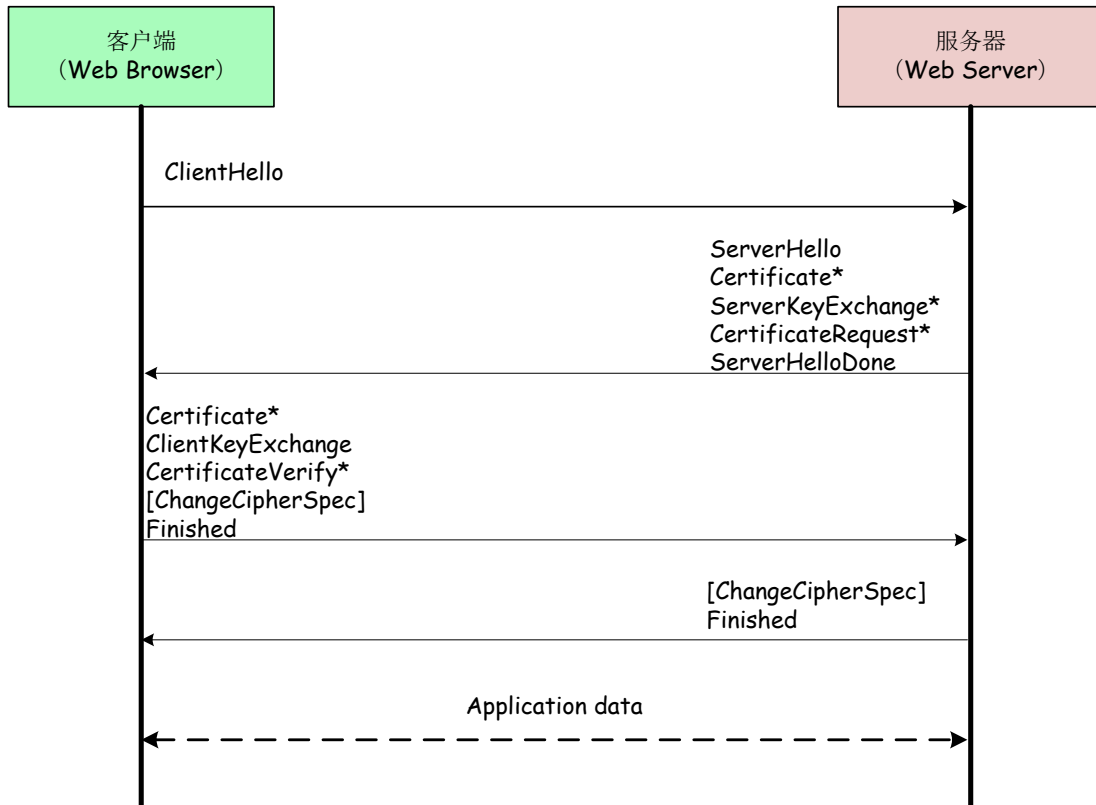 客户端
（Web Browser）
服务器
（Web Server）
ClientHello
ServerHello
Certificate*
ServerKeyExchange*
CertificateRequest*
ServerHelloDone
Certificate*
ClientKeyExchange
CertificateVerify*
[ChangeCipherSpec]
Finished
[ChangeCipherSpec]
Finished
Application data